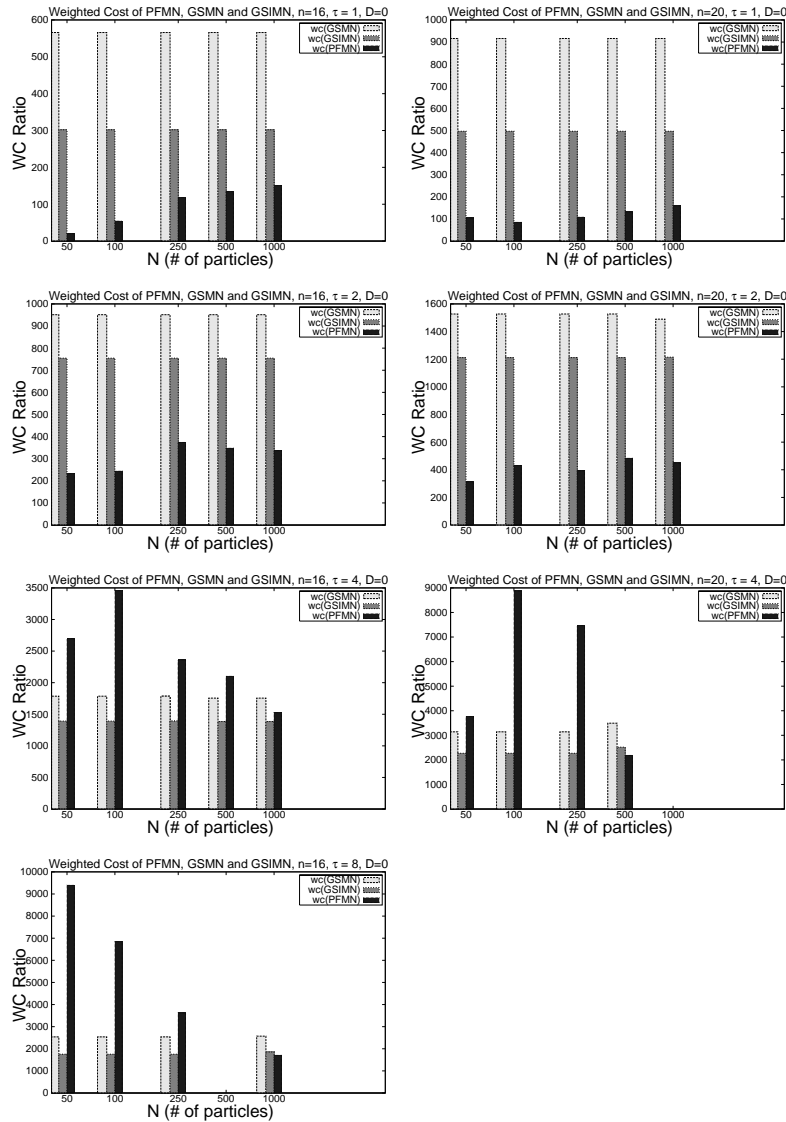 Weighted Cost of PFMN, GSMN and GSIMN, n=16, τ = 1, D=0
600
500
400
300
200
100
0
WC Ratio
wc(GSMN)
wc(GSIMN)
wc(PFMN)
50 100 250 500 1000
N (# of particles)
Weighted Cost of PFMN, GSMN and GSIMN, n=20, τ = 1, D=0
1000
900
800
700
600
500
400
300
200
100
0
WC Ratio
wc(GSMN)
wc(GSIMN)
wc(PFMN)
50 100 250 500 1000
N (# of particles)
Weighted Cost of PFMN, GSMN and GSIMN, n=16, τ = 2, D=0
1000
900
800
700
600
500
400
300
200
100
0
WC Ratio
wc(GSMN)
wc(GSIMN)
wc(PFMN)
50 100 250 500 1000
N (# of particles)
Weighted Cost of PFMN, GSMN and GSIMN, n=20, τ = 2, D=0
1600
1400
1200
1000
800
600
400
200
0
WC Ratio
wc(GSMN)
wc(GSIMN)
wc(PFMN)
50 100 250 500 1000
N (# of particles)
Weighted Cost of PFMN, GSMN and GSIMN, n=16, τ = 4, D=0
3500
3000
2500
2000
1500
1000
500
0
WC Ratio
wc(GSMN)
wc(GSIMN)
wc(PFMN)
50 100 250 500 1000
N (# of particles)
Weighted Cost of PFMN, GSMN and GSIMN, n=20, τ = 4, D=0
9000
8000
7000
6000
5000
4000
3000
2000
1000
0
WC Ratio
wc(GSMN)
wc(GSIMN)
wc(PFMN)
50 100 250 500 1000
N (# of particles)
Weighted Cost of PFMN, GSMN and GSIMN, n=16, τ = 8, D=0
10000
9000
8000
7000
6000
5000
4000
3000
2000
1000
0
WC Ratio
wc(GSMN)
wc(GSIMN)
wc(PFMN)
50 100 250 500 1000
N (# of particles)